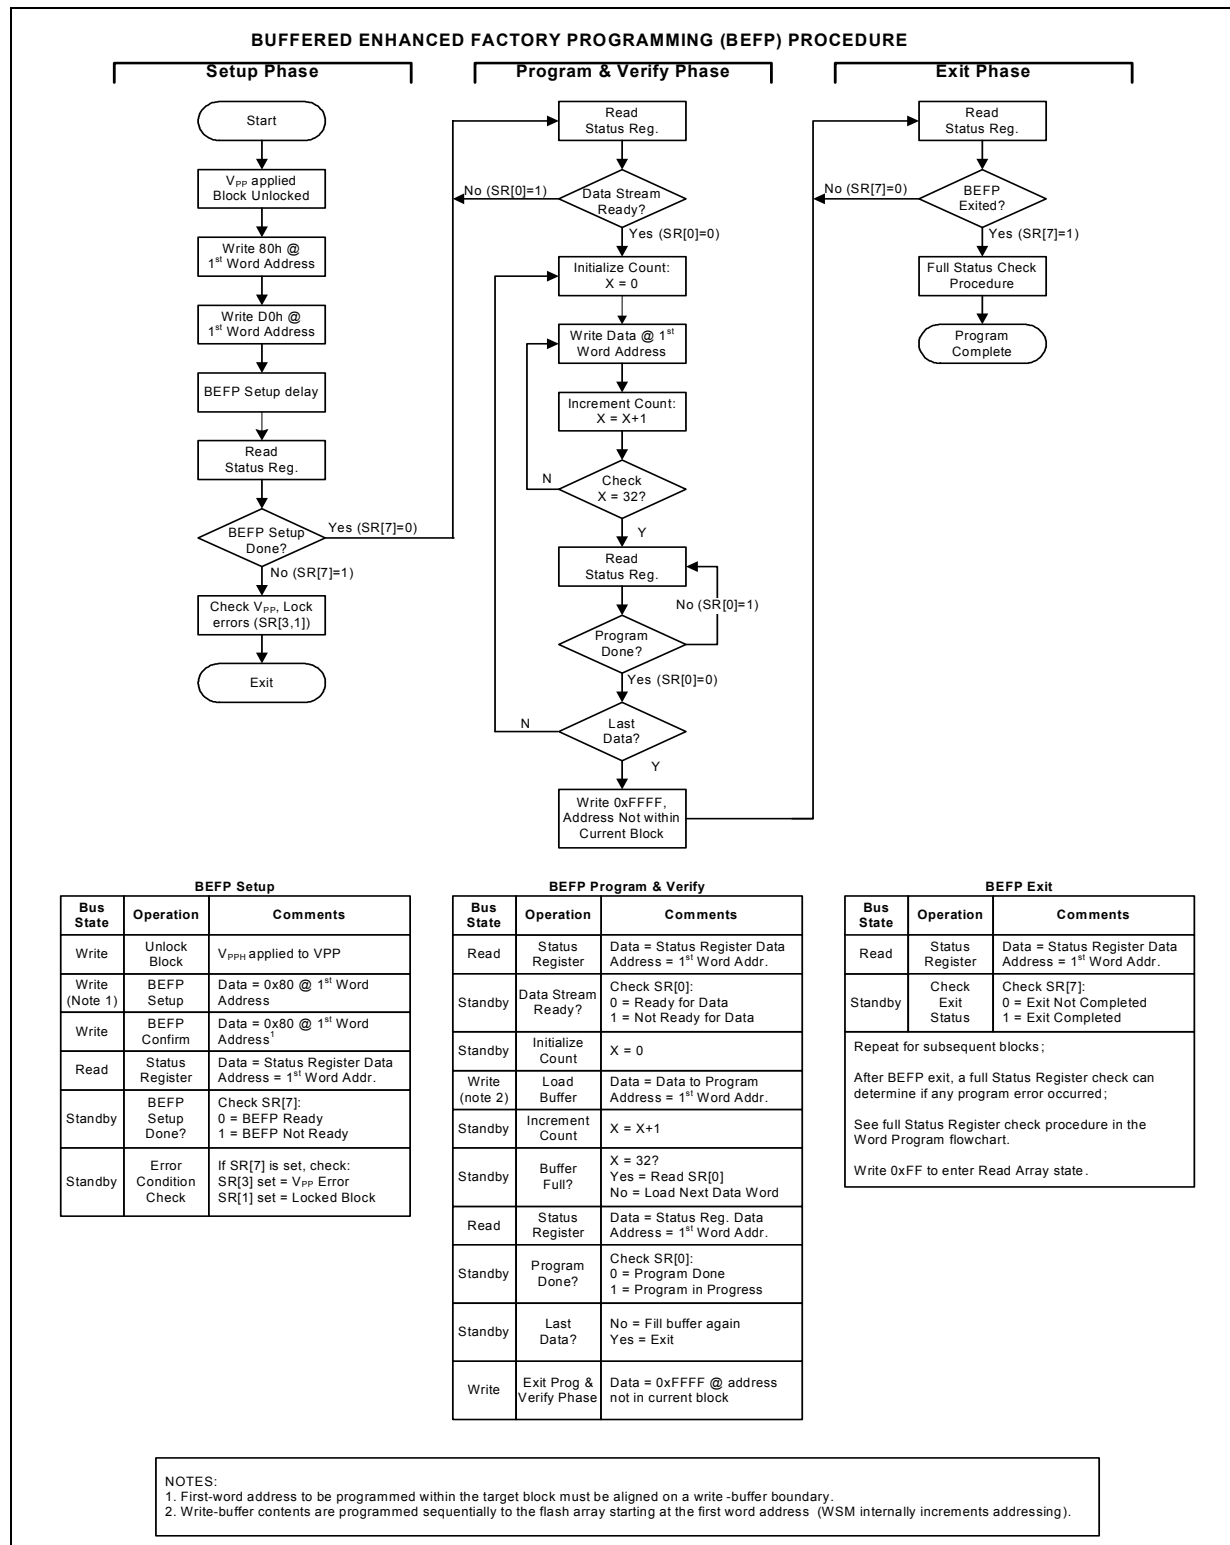 BUFFERED ENHANCED FACTORY PROGRAMMING (BEFP) PROCEDURE
Setup Phase
Start
VPP applied
Block Unlocked
Write 80h @
1st Word Address
Write D0h @
1st Word Address
BEFP Setup delay
Read
Status Reg.
BEFP Setup
Done?
Yes (SR[7]=0)
No (SR[7]=1)
Check VPP, Lock
errors (SR[3,1])
Exit
Program & Verify Phase
Read
Status Reg.
No (SR[0]=1)
Data Stream
Ready?
Yes (SR[0]=0)
Initialize Count:
X = 0
Write Data @ 1st
Word Address
Increment Count:
X = X+1
N
Check
X = 32?
Y
Read
Status Reg.
No (SR[0]=1)
Program
Done?
Yes (SR[0]=0)
N
Last
Data?
Y
Write 0xFFFF,
Address Not within
Current Block
Exit Phase
Read
Status Reg.
No (SR[7]=0)
BEFP
Exited?
Yes (SR[7]=1)
Full Status Check
Procedure
Program
Complete
BEFP Setup
Bus
State
Operation
Comments
Write
Unlock
Block
VPPH applied to VPP
Write
(Note 1)
BEFP
Setup
Data = 0x80 @ 1st Word
Address
Write
BEFP
Confirm
Data = 0x80 @ 1st Word
Address1
Read
Status
Register
Data = Status Register Data
Address = 1st Word Addr.
Standby
BEFP
Setup
Done?
Check SR[7]:
0 = BEFP Ready
1 = BEFP Not Ready
Standby
Error
Condition
Check
If SR[7] is set, check:
SR[3] set = VPP Error
SR[1] set = Locked Block
BEFP Program & Verify
Bus
State
Operation
Comments
Read
Status
Register
Data = Status Register Data
Address = 1st Word Addr.
Standby
Data Stream
Ready?
Check SR[0]:
0 = Ready for Data
1 = Not Ready for Data
Standby
Initialize
Count
X = 0
Write
(note 2)
Load
Buffer
Data = Data to Program
Address = 1st Word Addr.
Standby
Increment
Count
X = X+1
Standby
Buffer
Full?
X = 32?
Yes = Read SR[0]
No = Load Next Data Word
Read
Status
Register
Data = Status Reg. Data
Address = 1st Word Addr.
Standby
Program
Done?
Check SR[0]:
0 = Program Done
1 = Program in Progress
Standby
Last
Data?
No = Fill buffer again
Yes = Exit
Write
Exit Prog &
Verify Phase
Data = 0xFFFF @ address
not in current block
BEFP Exit
Bus
State
Operation
Comments
Read
Status
Register
Data = Status Register Data
Address = 1st Word Addr.
Standby
Check
Exit
Status
Check SR[7]:
0 = Exit Not Completed
1 = Exit Completed
Repeat for subsequent blocks;
After BEFP exit, a full Status Register check can
determine if any program error occurred;
See full Status Register check procedure in the
Word Program flowchart.
Write 0xFF to enter Read Array state.
NOTES:
1. First-word address to be programmed within the target block must be aligned on a write -buffer boundary.
2. Write-buffer contents are programmed sequentially to the flash array starting at the first word address (WSM internally increments addressing).